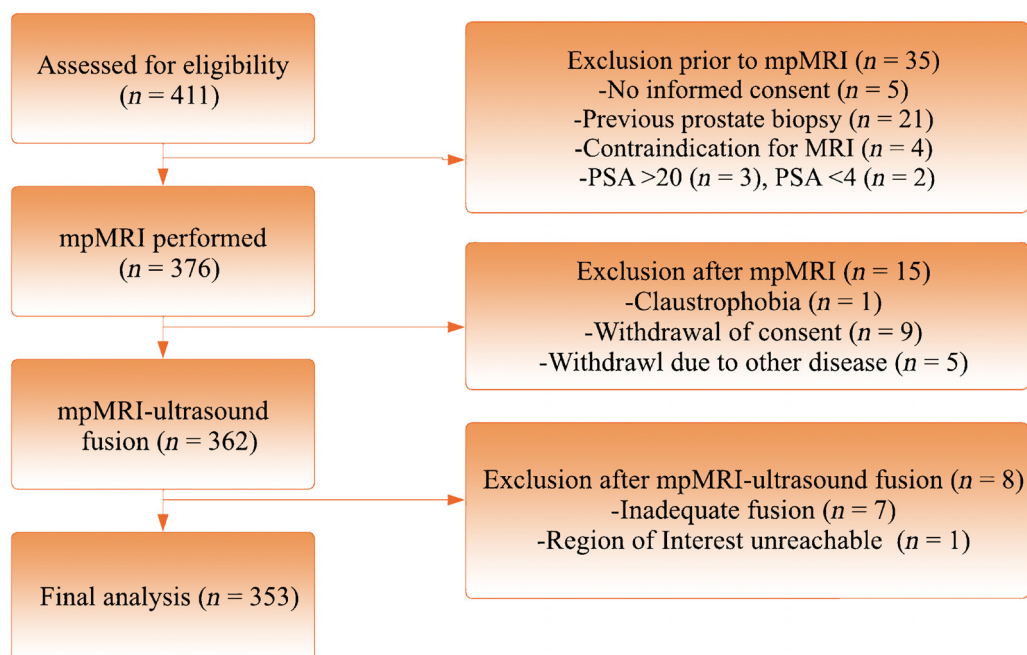 Assessed for eligibility
(n = 411)
Exclusion prior to mpMRI (n = 35)
-No informed consent (n = 5)
-Previous prostate biopsy (n = 21)
-Contraindication for MRI (n = 4)
-PSA >20 (n = 3), PSA <4 (n = 2)
mpMRI performed
(n = 376)
Exclusion after mpMRI (n = 15)
-Claustrophobia (n = 1)
-Withdrawal of consent (n = 9)
-Withdrawl due to other disease (n = 5)
mpMRI-ultrasound
fusion (n = 362)
Exclusion after mpMRI-ultrasound fusion (n = 8)
-Inadequate fusion (n = 7)
-Region of Interest unreachable (n = 1)
Final analysis (n = 353)